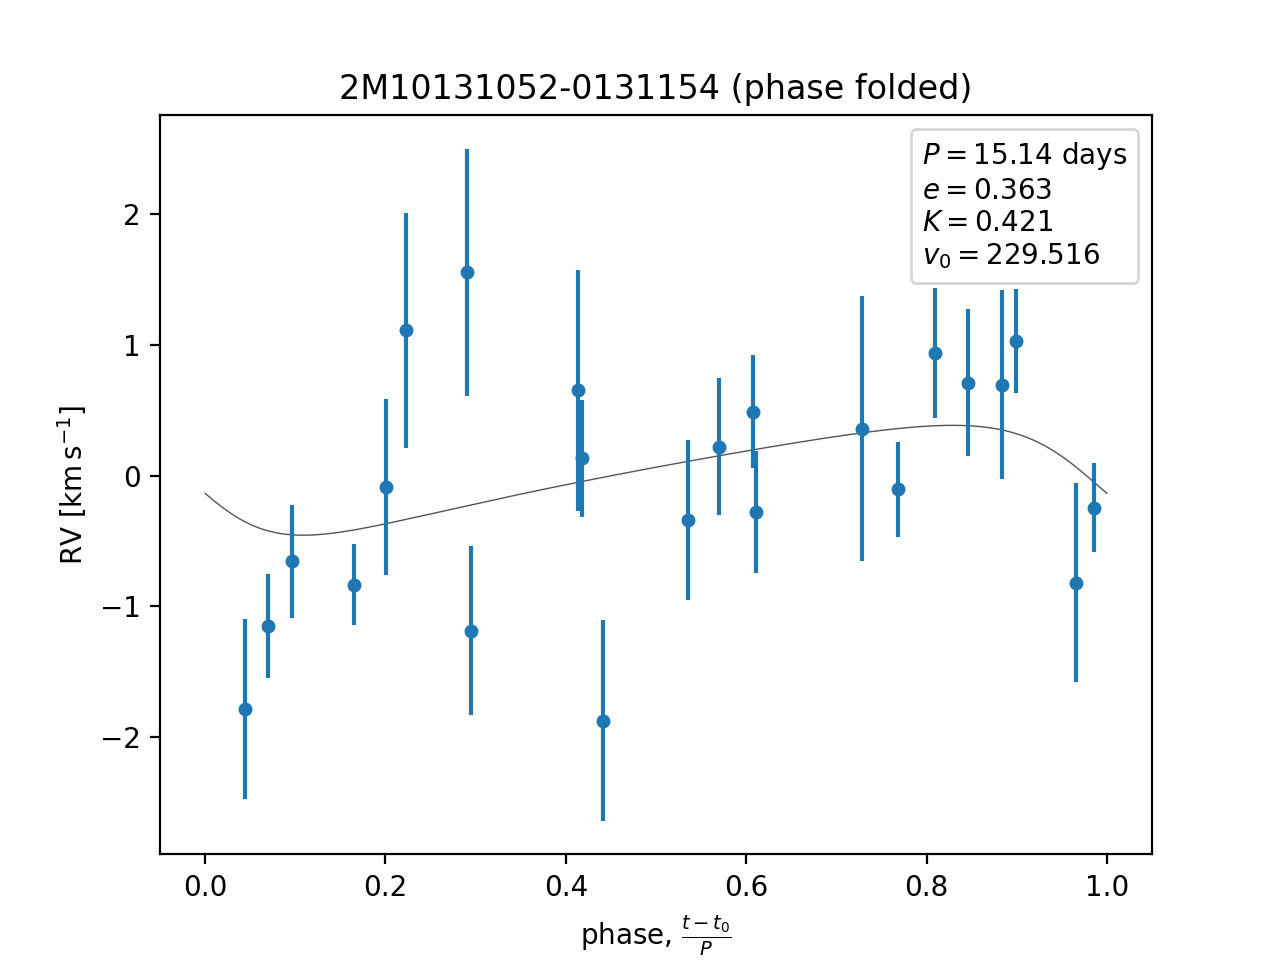 2M10131052-0131154 (phase folded)
P = 15.14 days
e = 0.363
K = 0.421
v₀ = 229.516
2
1
0
−1
−2
RV [km s⁻¹]
0.0 0.2 0.4 0.6 0.8 1.0
phase, (t − t₀)/P